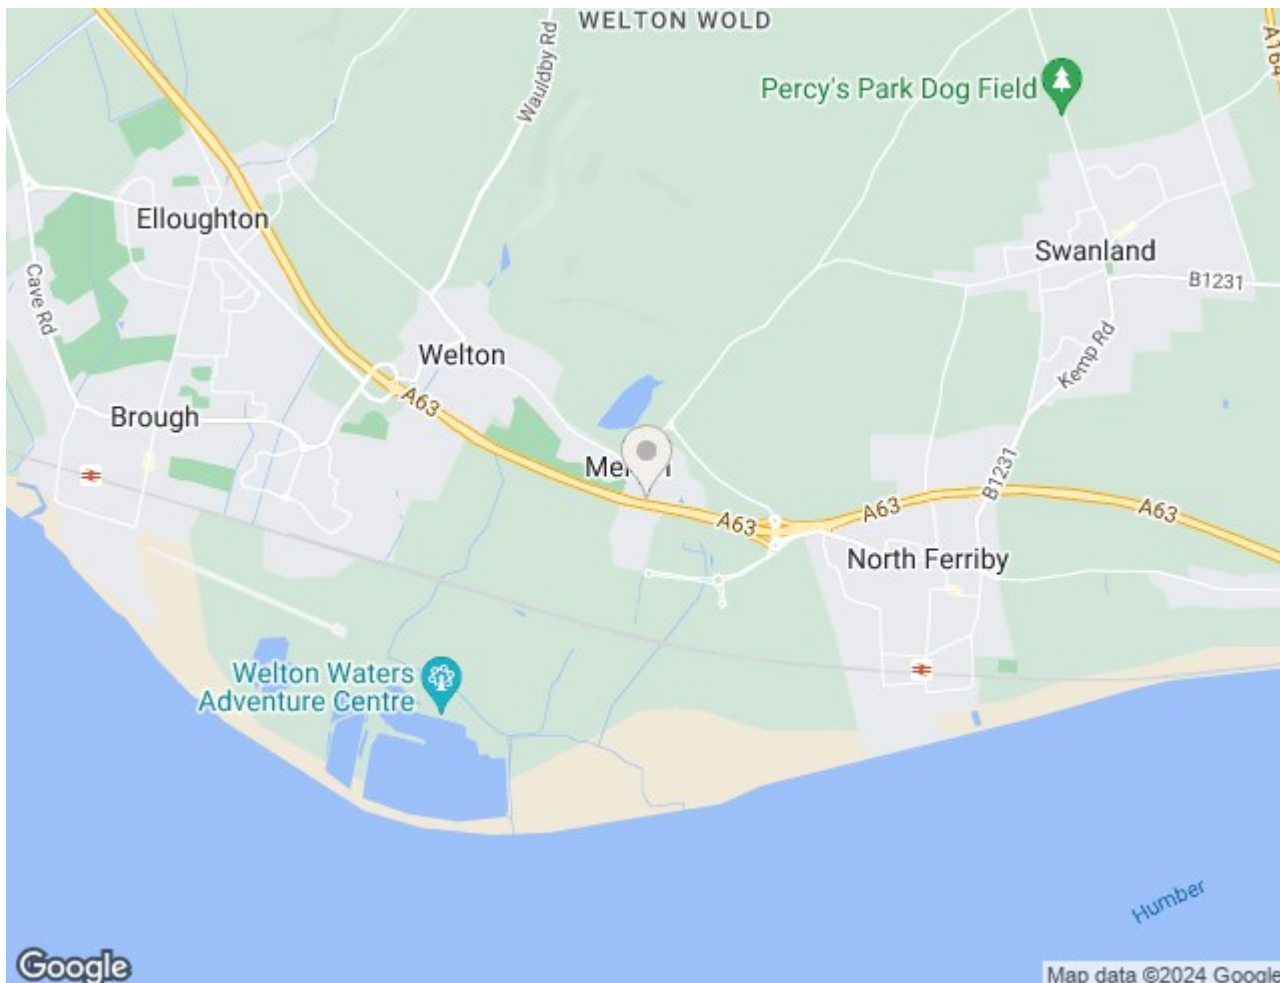 WELTON WOLD
A164
Wauldby Rd
Percy's Park Dog Field
Elloughton
Swanland
B1231
Cave Rd
Kemp Rd
Welton
A63
Brough
B1231
A63
A63
A63
North Ferriby
Welton Waters
Adventure Centre
Humber
Google
Map data ©2024 Google